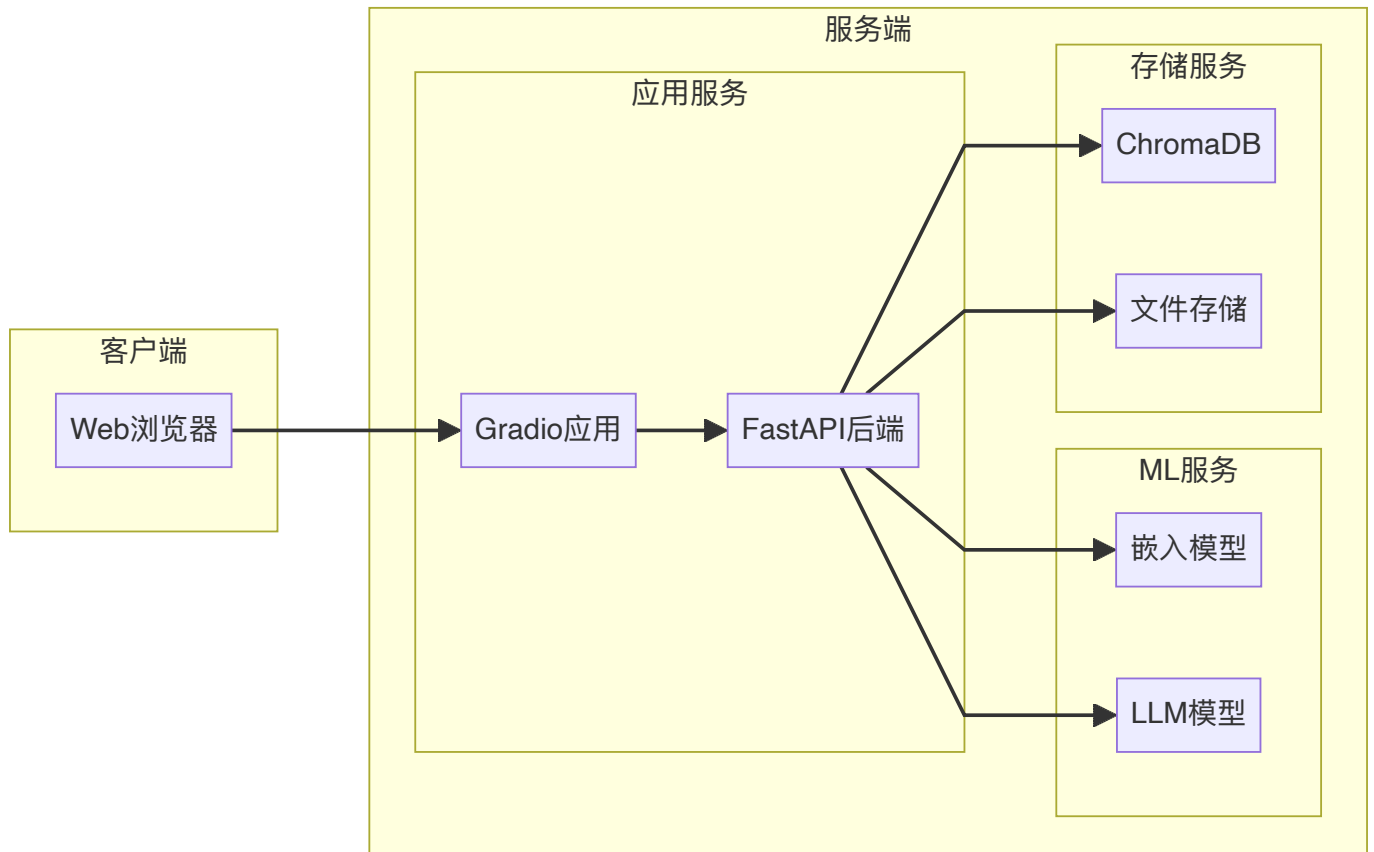 服务端
应用服务
存储服务
ChromaDB
文件存储
客户端
Web浏览器
Gradio应用
FastAPI后端
ML服务
嵌入模型
LLM模型